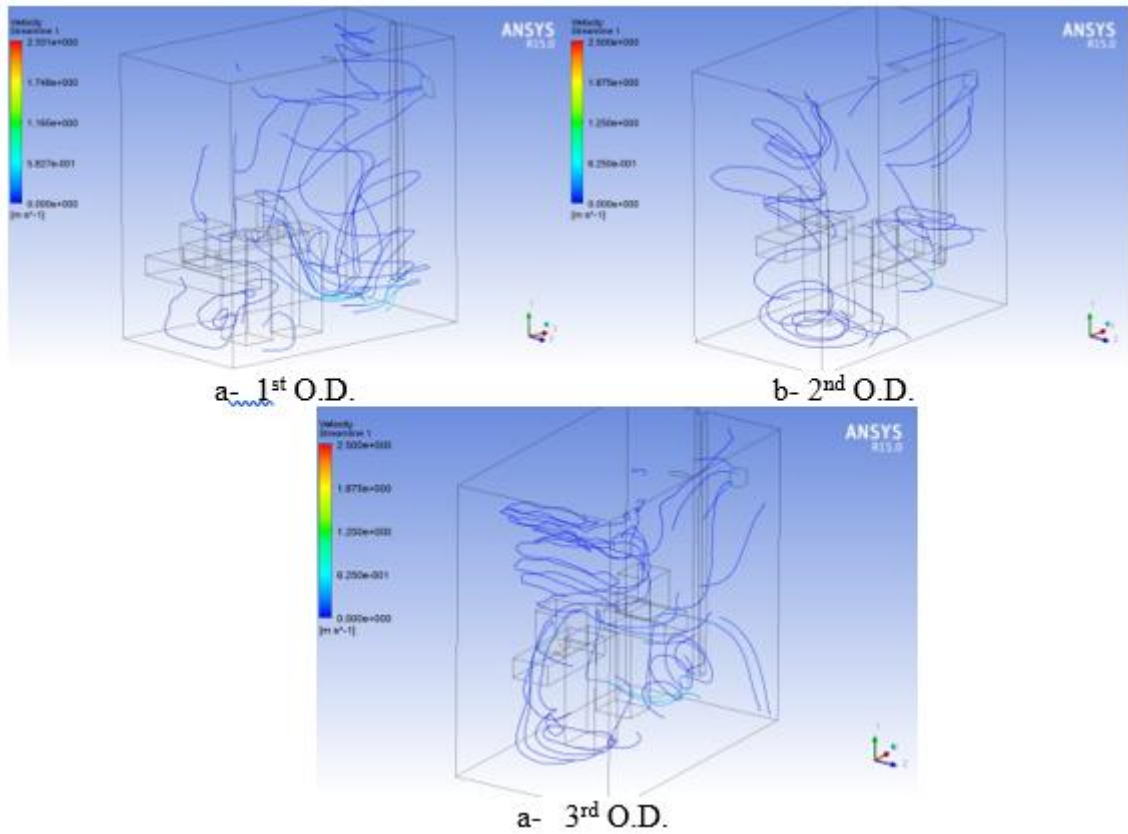 Velocity
Streamline 1
2.331e+000
1.748e+000
1.165e+000
5.827e-001
0.000e+000
[m s^-1]
ANSYS
R15.0
a- 1st O.D.
Velocity
Streamline 1
2.500e+000
1.875e+000
1.250e+000
6.250e-001
0.000e+000
[m s^-1]
ANSYS
R15.0
b- 2nd O.D.
Velocity
Streamline 1
2.500e+000
1.875e+000
1.250e+000
6.250e-001
0.000e+000
[m s^-1]
ANSYS
R15.0
a- 3rd O.D.